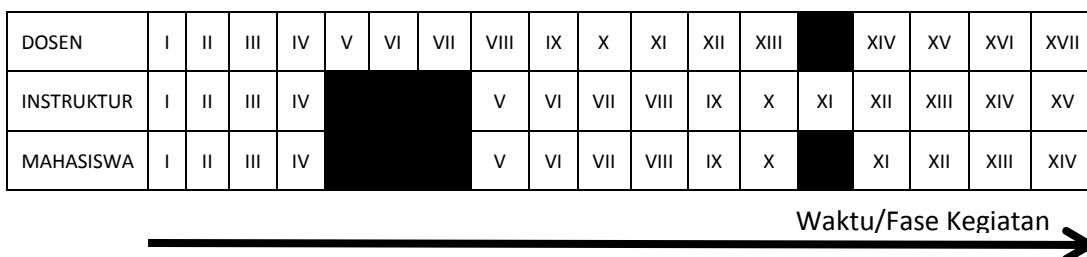 DOSEN I II III IV V VI VII VIII IX X XI XII XIII XIV XV XVI XVII
INSTRUKTUR I II III IV V VI VII VIII IX X XI XII XIII XIV XV
MAHASISWA I II III IV V VI VII VIII IX X XI XII XIII XIV
Waktu/Fase Kegiatan